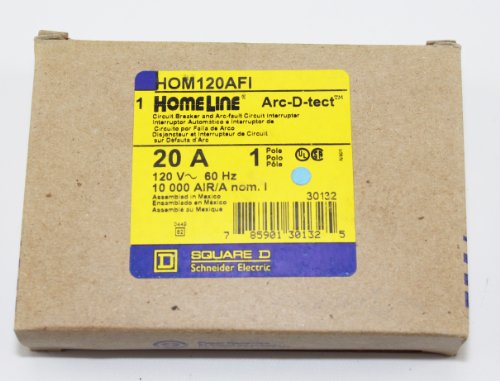 HOM120AFI
1 HOMELINE® Arc-D-tect™
Circuit Breaker and Arc-fault Circuit Interrupter
Interruptor Automático e Interruptor de
Circuito por Falla de Arco
Disjoncteur et Interrupteur de Circuit
sur Défauts d'Arc
20 A 1 Pole
Polo
Pôle
120 V~ 60 Hz
10 000 AIR/A nom. I
Assembled in Mexico
Ensamblado en México
Assemblé au Mexique
30132
7 85901 30132 5
SQUARE D
Schneider Electric